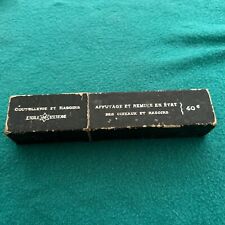 COUTELLERIE ET RASOIRS
AFFUTAGE ET REMISE EN ÉTAT
DES CISEAUX ET RASOIRS
40 e